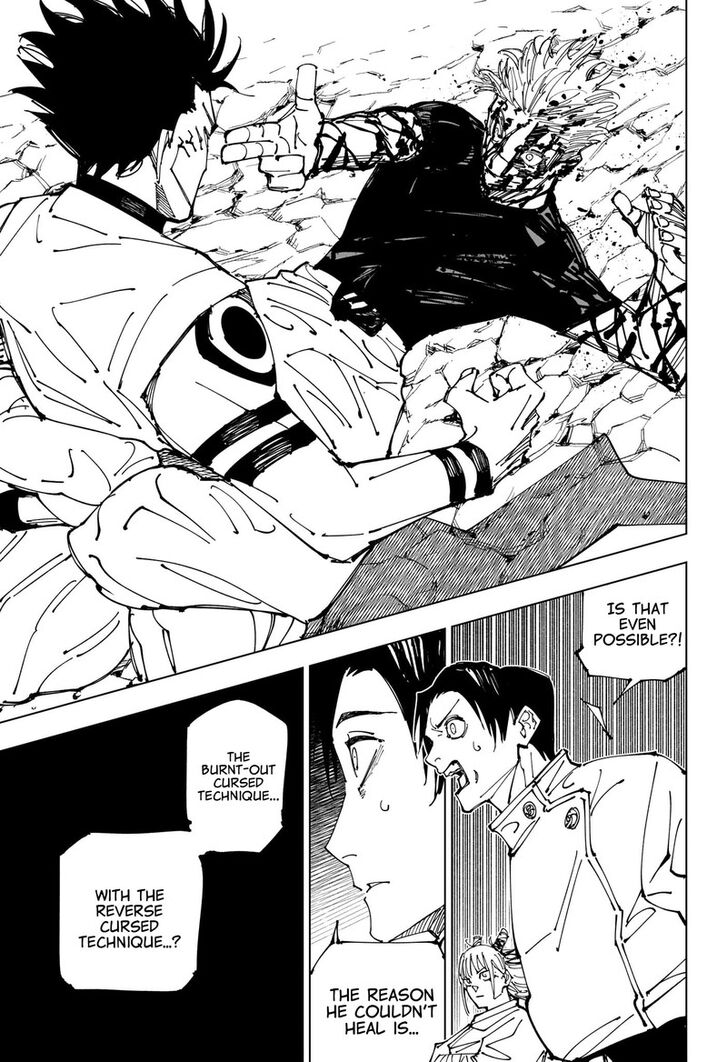 IS THAT
EVEN
POSSIBLE?!
THE REASON
HE COULDN'T
HEAL IS...
THE
BURNT-OUT
CURSED
TECHNIQUE...
WITH THE
REVERSE
CURSED
TECHNIQUE...?